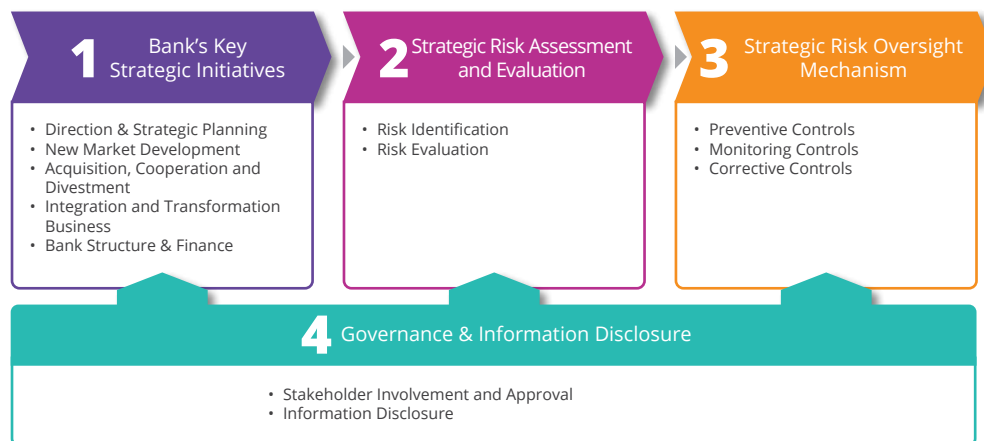 1
Bank’s Key
Strategic Initiatives
• Direction & Strategic Planning
• New Market Development
• Acquisition, Cooperation and
Divestment
• Integration and Transformation
Business
• Bank Structure & Finance
2
Strategic Risk Assessment
and Evaluation
• Risk Identification
• Risk Evaluation
3
Strategic Risk Oversight
Mechanism
• Preventive Controls
• Monitoring Controls
• Corrective Controls
4 Governance & Information Disclosure
• Stakeholder Involvement and Approval
• Information Disclosure